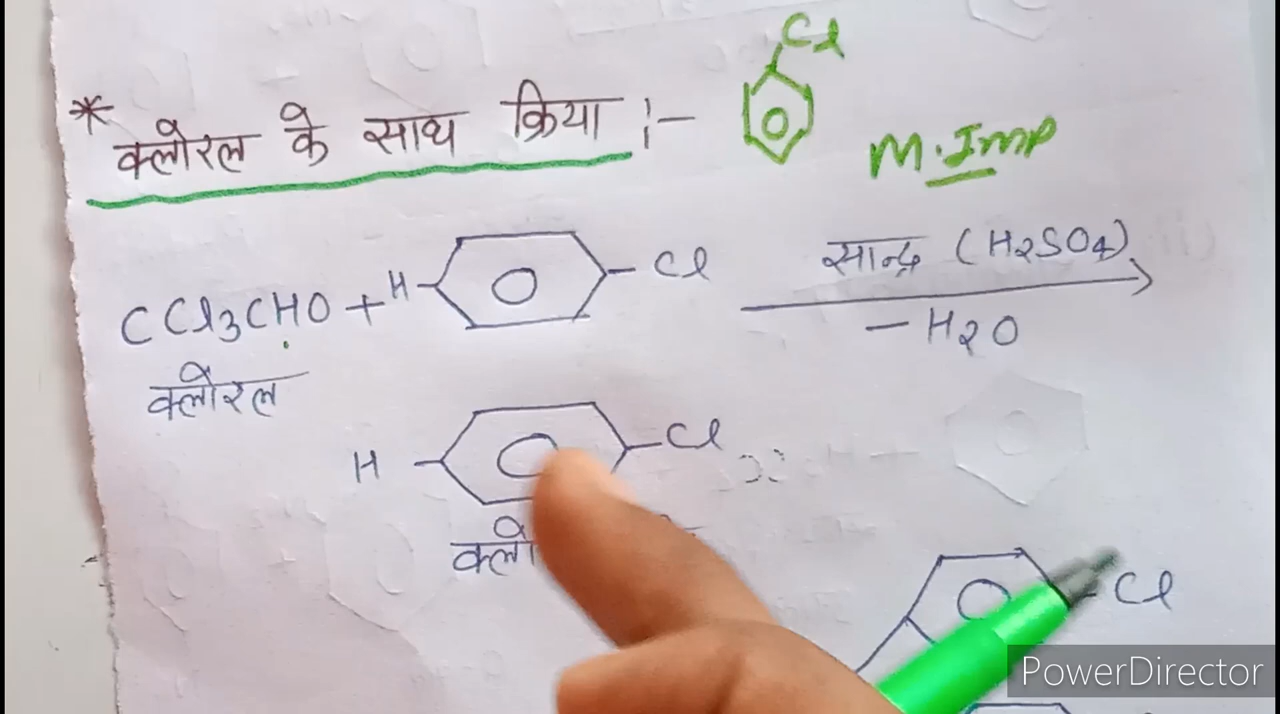 * क्लोरल के साथ क्रिया :-
Cl
M.Imp
CCl3CHO + H Cl
सान्द्र (H2SO4)
- H2O
क्लोरल
H Cl
Cl
PowerDirector